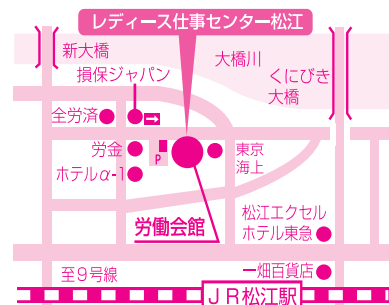 レディース仕事センター松江
新大橋
大橋川
損保ジャパン
くにびき
大橋
全労済
労金
P
東京
海上
ホテルα-1
松江エクセル
ホテル東急
労働会館
一畑百貨店
至9号線
JR松江駅